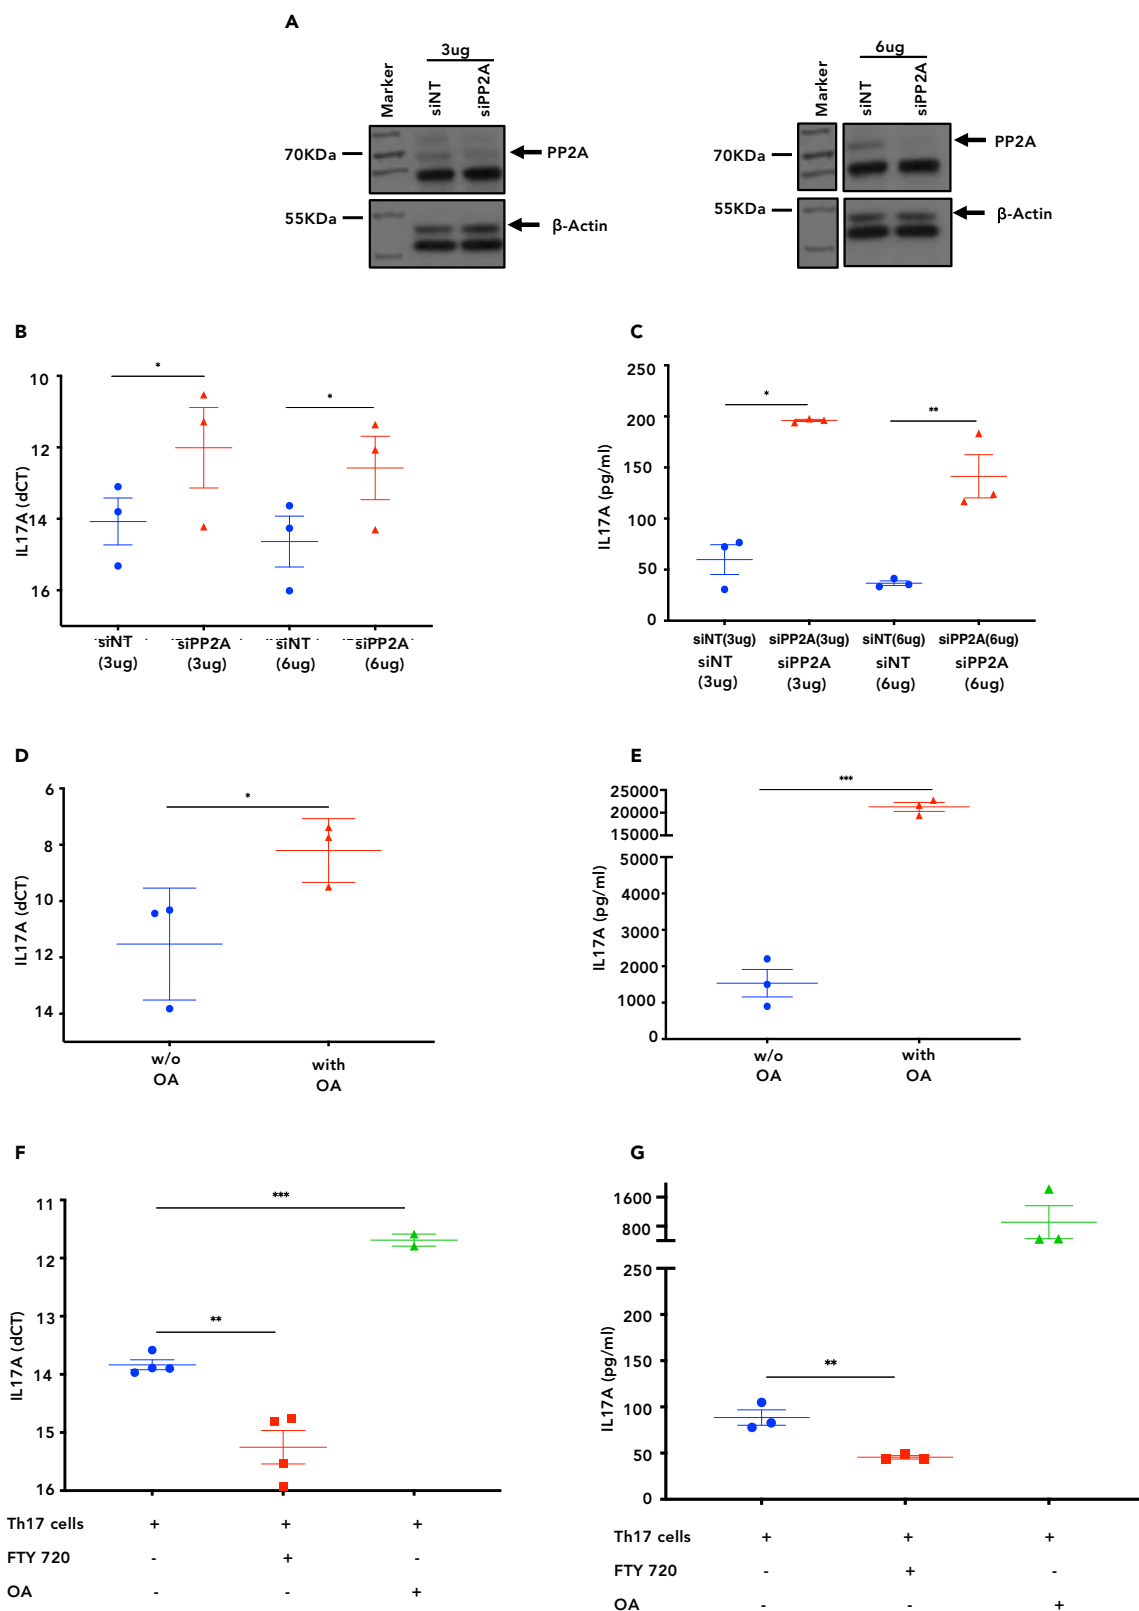 A
3ug
6ug
Marker
siNT
siPP2A
Marker
siNT
siPP2A
70KDa
PP2A
70KDa
PP2A
55KDa
β-Actin
55KDa
β-Actin
B
IL17A (dCT)
10
12
14
16
*
*
siNT siPP2A siNT siPP2A
(3ug) (3ug) (6ug) (6ug)
C
IL17A (pg/ml)
250
200
150
100
50
0
*
**
siNT(3ug) siPP2A(3ug) siNT(6ug) siPP2A(6ug)
siNT siPP2A siNT siPP2A
(3ug) (3ug) (6ug) (6ug)
D
IL17A (dCT)
6
8
10
12
14
*
w/o with
OA OA
E
IL17A (pg/ml)
25000
20000
15000
5000
4000
3000
2000
1000
0
***
w/o with
OA OA
F
IL17A (dCT)
11
12
13
14
15
16
***
**
Th17 cells + + +
FTY 720 - + -
OA - - +
G
IL17A (pg/ml)
1600
800
250
200
150
100
50
0
**
Th17 cells + + +
FTY 720 - + -
OA - - +